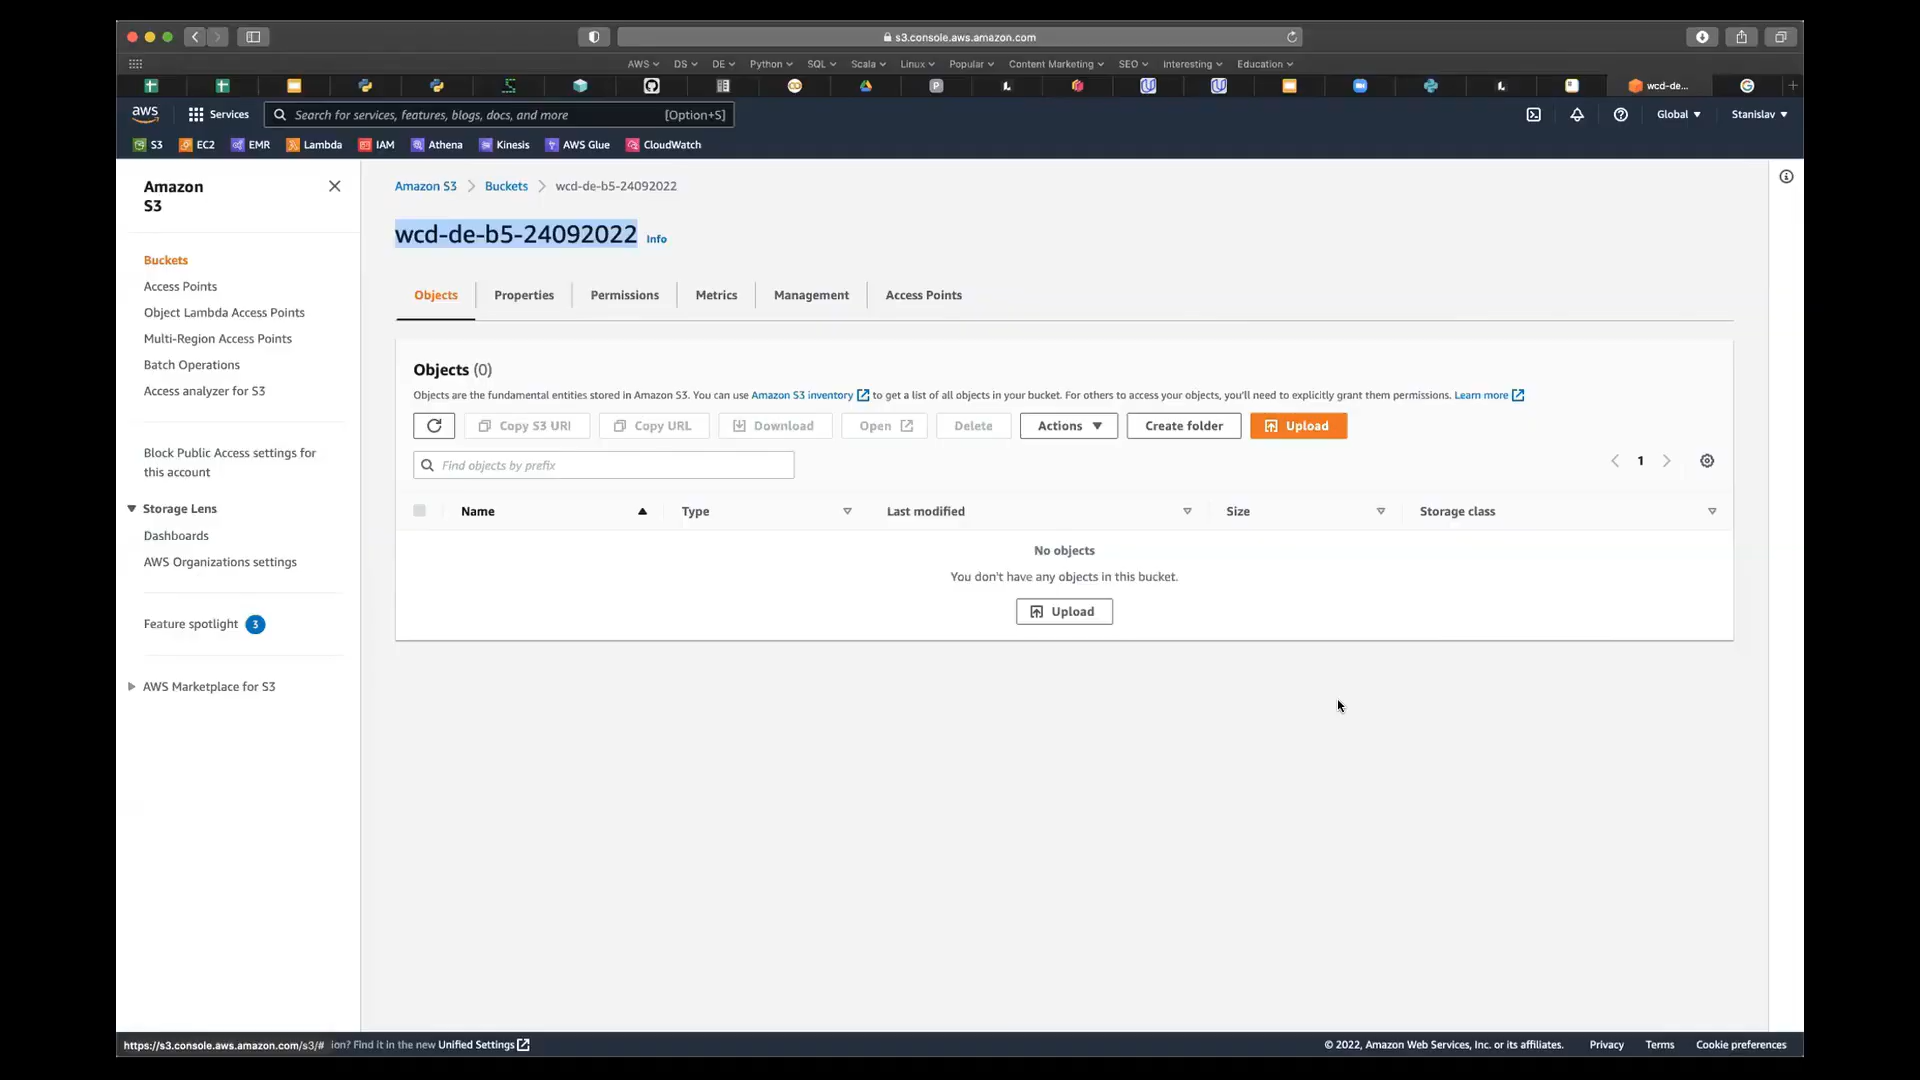 s3.console.aws.amazon.com
AWS DS DE Python SQL Scala Linux Popular Content Marketing SEO Interesting Education
wcd-de...
aws Services Search for services, features, blogs, docs, and more [Option+S] Global Stanislav
S3 EC2 EMR Lambda IAM Athena Kinesis AWS Glue CloudWatch
Amazon
S3
Buckets
Access Points
Object Lambda Access Points
Multi-Region Access Points
Batch Operations
Access analyzer for S3
Block Public Access settings for
this account
Storage Lens
Dashboards
AWS Organizations settings
Feature spotlight 3
AWS Marketplace for S3
Amazon S3 Buckets wcd-de-b5-24092022
wcd-de-b5-24092022 Info
Objects Properties Permissions Metrics Management Access Points
Objects (0)
Objects are the fundamental entities stored in Amazon S3. You can use Amazon S3 inventory to get a list of all objects in your bucket. For others to access your objects, you'll need to explicitly grant them permissions. Learn more
Copy S3 URI Copy URL Download Open Delete Actions Create folder Upload
Find objects by prefix 1
Name Type Last modified Size Storage class
No objects
You don't have any objects in this bucket.
Upload
https://s3.console.aws.amazon.com/s3/# ion? Find it in the new Unified Settings © 2022, Amazon Web Services, Inc. or its affiliates. Privacy Terms Cookie preferences